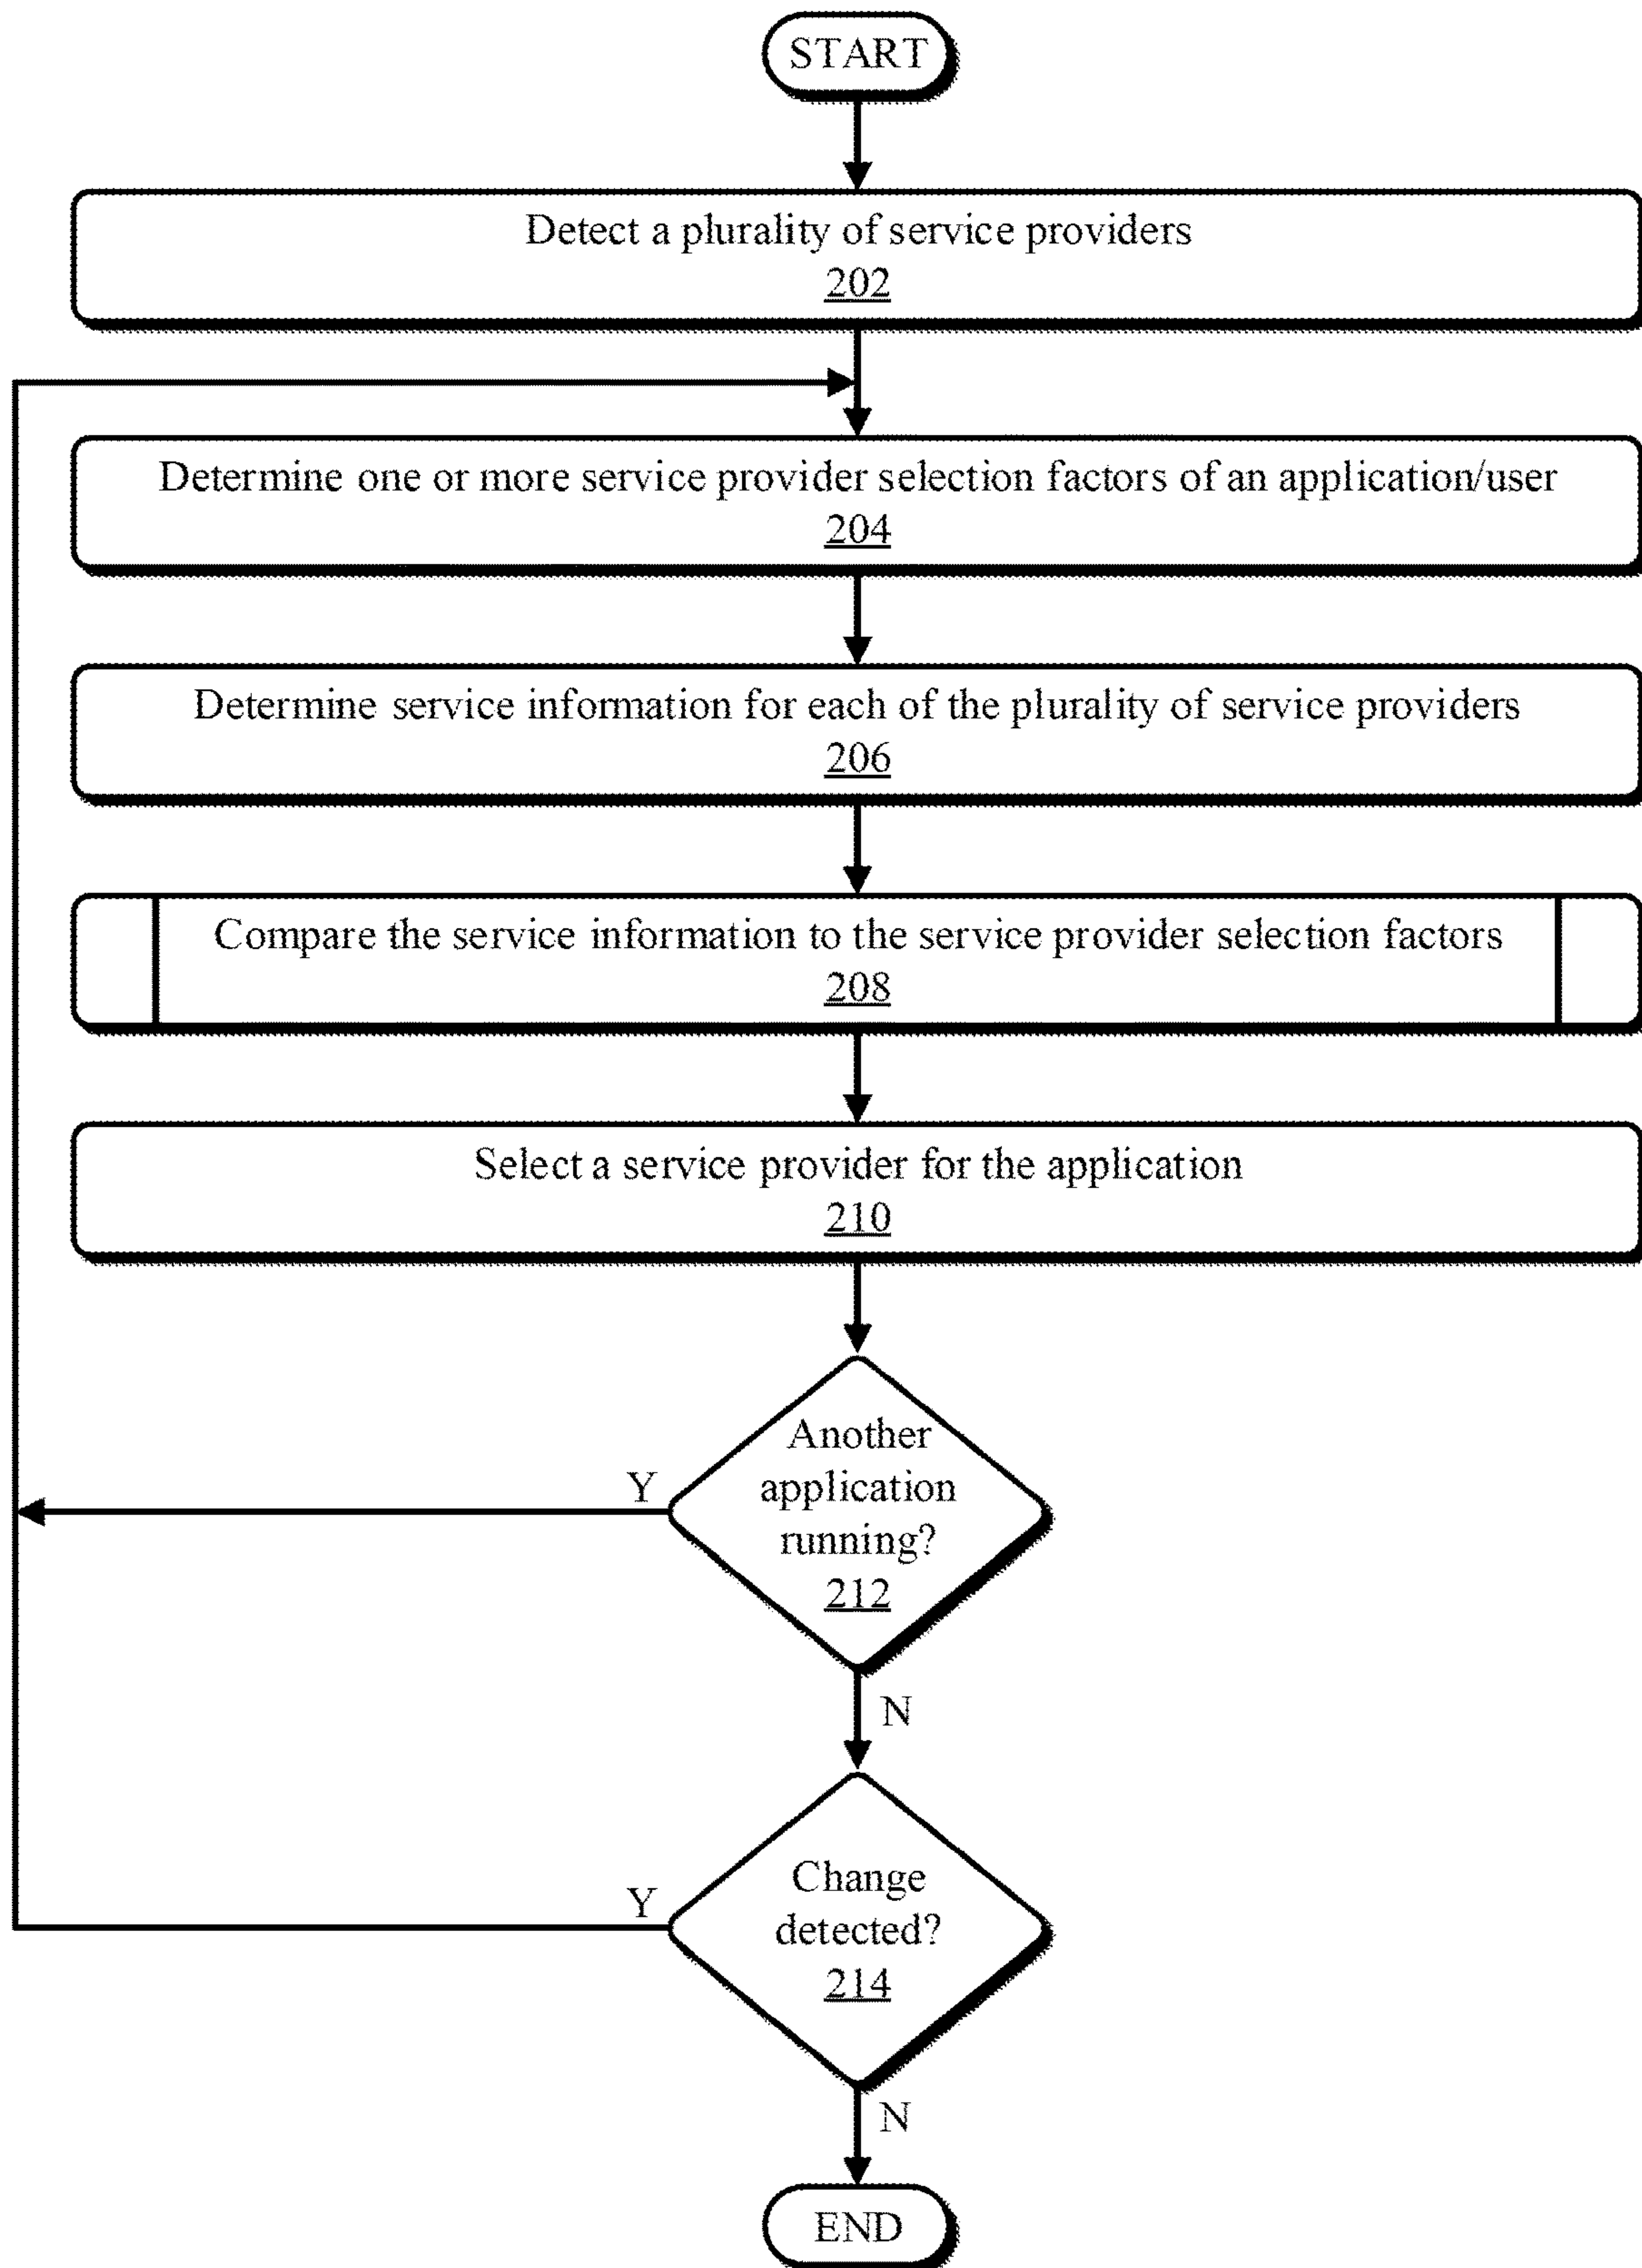 START
Detect a plurality of service providers
202
Determine one or more service provider selection factors of an application/user
204
Determine service information for each of the plurality of service providers
206
Compare the service information to the service provider selection factors
208
Select a service provider for the application
210
Another
application
running?
212
Y
N
Change
detected?
214
Y
N
END